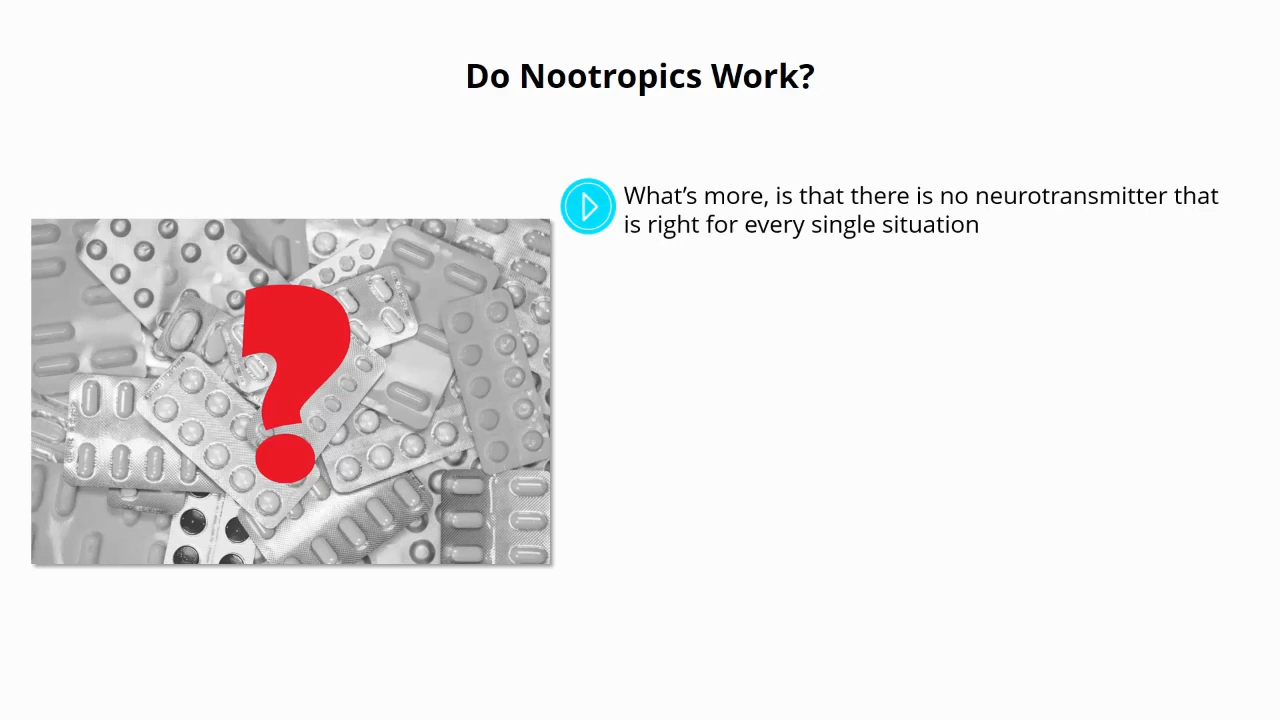 Do Nootropics Work?
What’s more, is that there is no neurotransmitter that
is right for every single situation